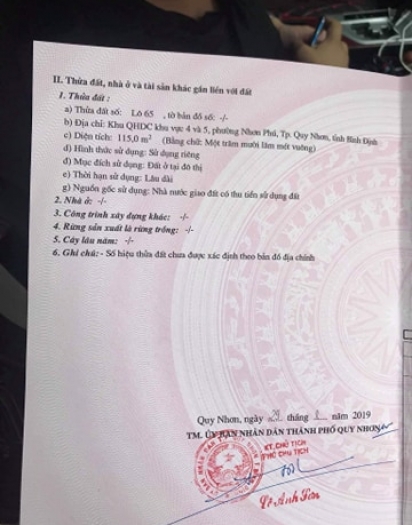 II. Thửa đất, nhà ở và tài sản khác gắn liền với đất
1. Thửa đất :
a) Thửa đất số: Lô 65 , tờ bản đồ số: -/-
b) Địa chỉ: Khu QHDC khu vực 4 và 5, phường Nhơn Phú, Tp. Quy Nhơn, tỉnh Bình Định
c) Diện tích: 115,0 m² (Bằng chữ: Một trăm mười lăm mét vuông)
d) Hình thức sử dụng: Sử dụng riêng
đ) Mục đích sử dụng: Đất ở tại đô thị
e) Thời hạn sử dụng: Lâu dài
g) Nguồn gốc sử dụng: Nhà nước giao đất có thu tiền sử dụng đất
2. Nhà ở: -/-
3. Công trình xây dựng khác: -/-
4. Rừng sản xuất là rừng trồng: -/-
5. Cây lâu năm: -/-
6. Ghi chú: - Số hiệu thửa đất chưa được xác định theo bản đồ địa chính
Quy Nhơn, ngày tháng năm 2019
TM. ỦY BAN NHÂN DÂN THÀNH PHỐ QUY NHƠN
KT. CHỦ TỊCH
PHÓ CHỦ TỊCH